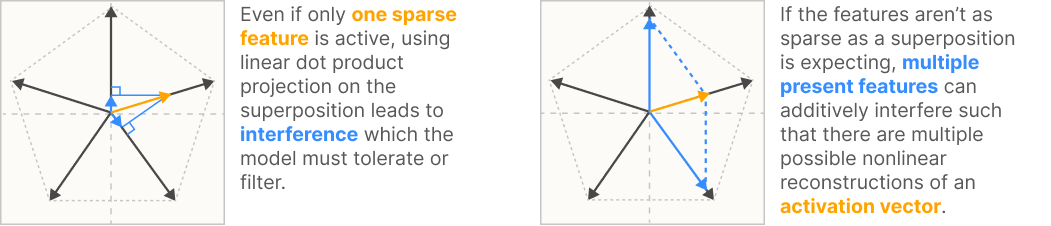 Even if only one sparse
feature is active, using
linear dot product
projection on the
superposition leads to
interference which the
model must tolerate or
filter.
If the features aren’t as
sparse as a superposition
is expecting, multiple
present features can
additively interfere such
that there are multiple
possible nonlinear
reconstructions of an
activation vector.